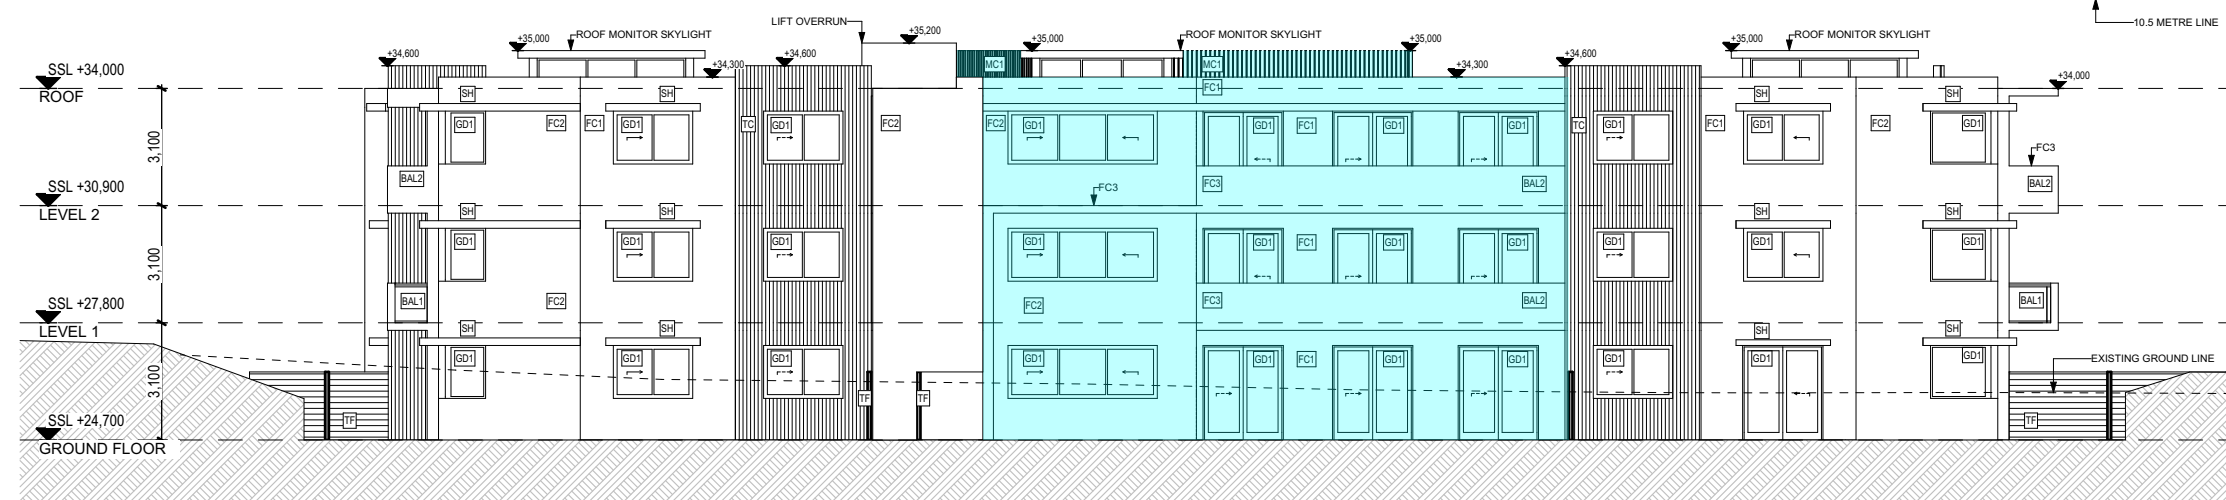 LIFT OVERRUN
10.5 METRE LINE
+35,000
ROOF MONITOR SKYLIGHT
+35,200
+35,000
ROOF MONITOR SKYLIGHT
+35,000
+35,000
ROOF MONITOR SKYLIGHT
+34,600
+34,300
+34,600
MC1
MC1
+34,300
+34,600
+34,000
SSL +34,000
ROOF
SH
SH
FC1
SH
SH
GD1
FC2
FC1
GD1
TC
GD1
FC2
FC2
GD1
GD1
FC1
GD1
GD1
TC
GD1
FC1
GD1
FC2
GD1
3,100
FC3
BAL2
FC3
BAL2
BAL2
SSL +30,900
LEVEL 2
FC3
SH
SH
SH
SH
GD1
GD1
GD1
GD1
GD1
FC1
GD1
GD1
GD1
GD1
GD1
3,100
BAL1
FC2
FC2
FC3
BAL2
BAL1
SSL +27,800
LEVEL 1
SH
SH
SH
SH
GD1
GD1
GD1
GD1
GD1
FC1
GD1
GD1
GD1
GD1
GD1
EXISTING GROUND LINE
3,100
TF
TF
TF
TF
SSL +24,700
GROUND FLOOR